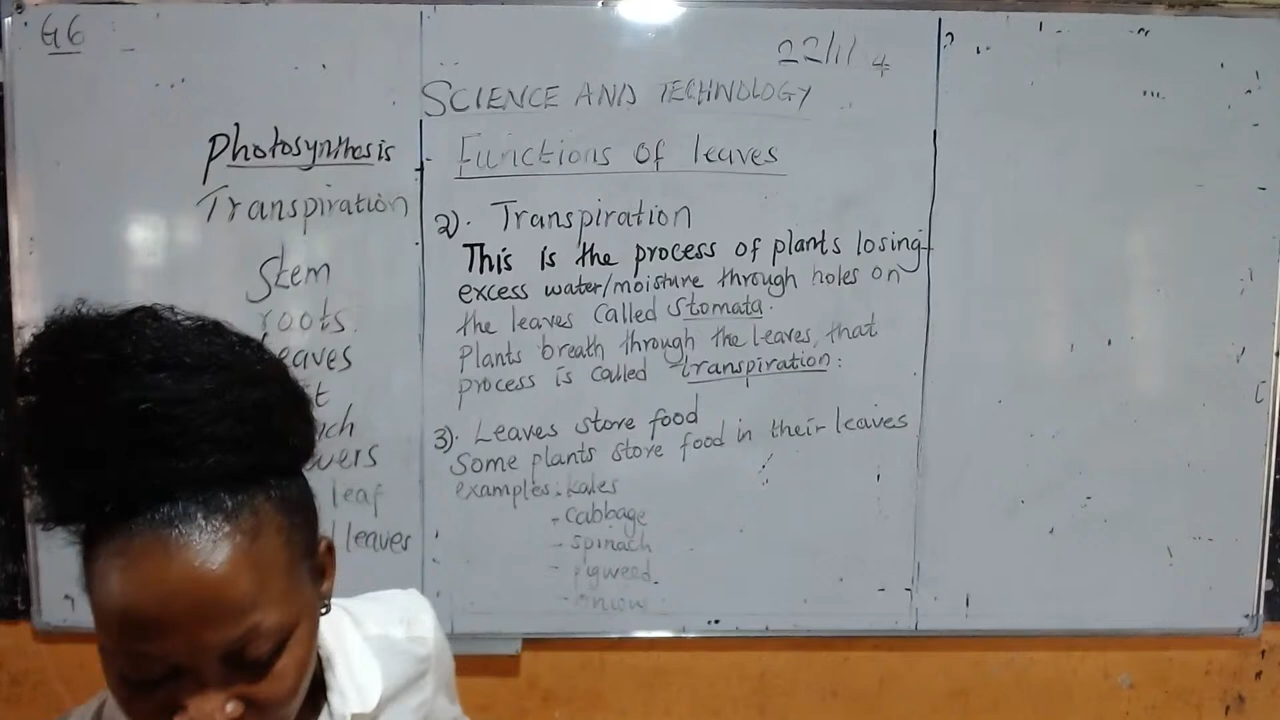 G6
22/1/4
SCIENCE AND TECHNOLOGY
Photosynthesis
Transpiration
Stem
roots
leaves
leaf
leaves
Functions of leaves
2). Transpiration
This is the process of plants losing
excess water/moisture through holes on
the leaves called stomata.
Plants breath through the leaves, that
process is called transpiration:
3). Leaves store food
Some plants store food in their leaves
examples: kales
- cabbage
- spinach
- pigweed.
- onion